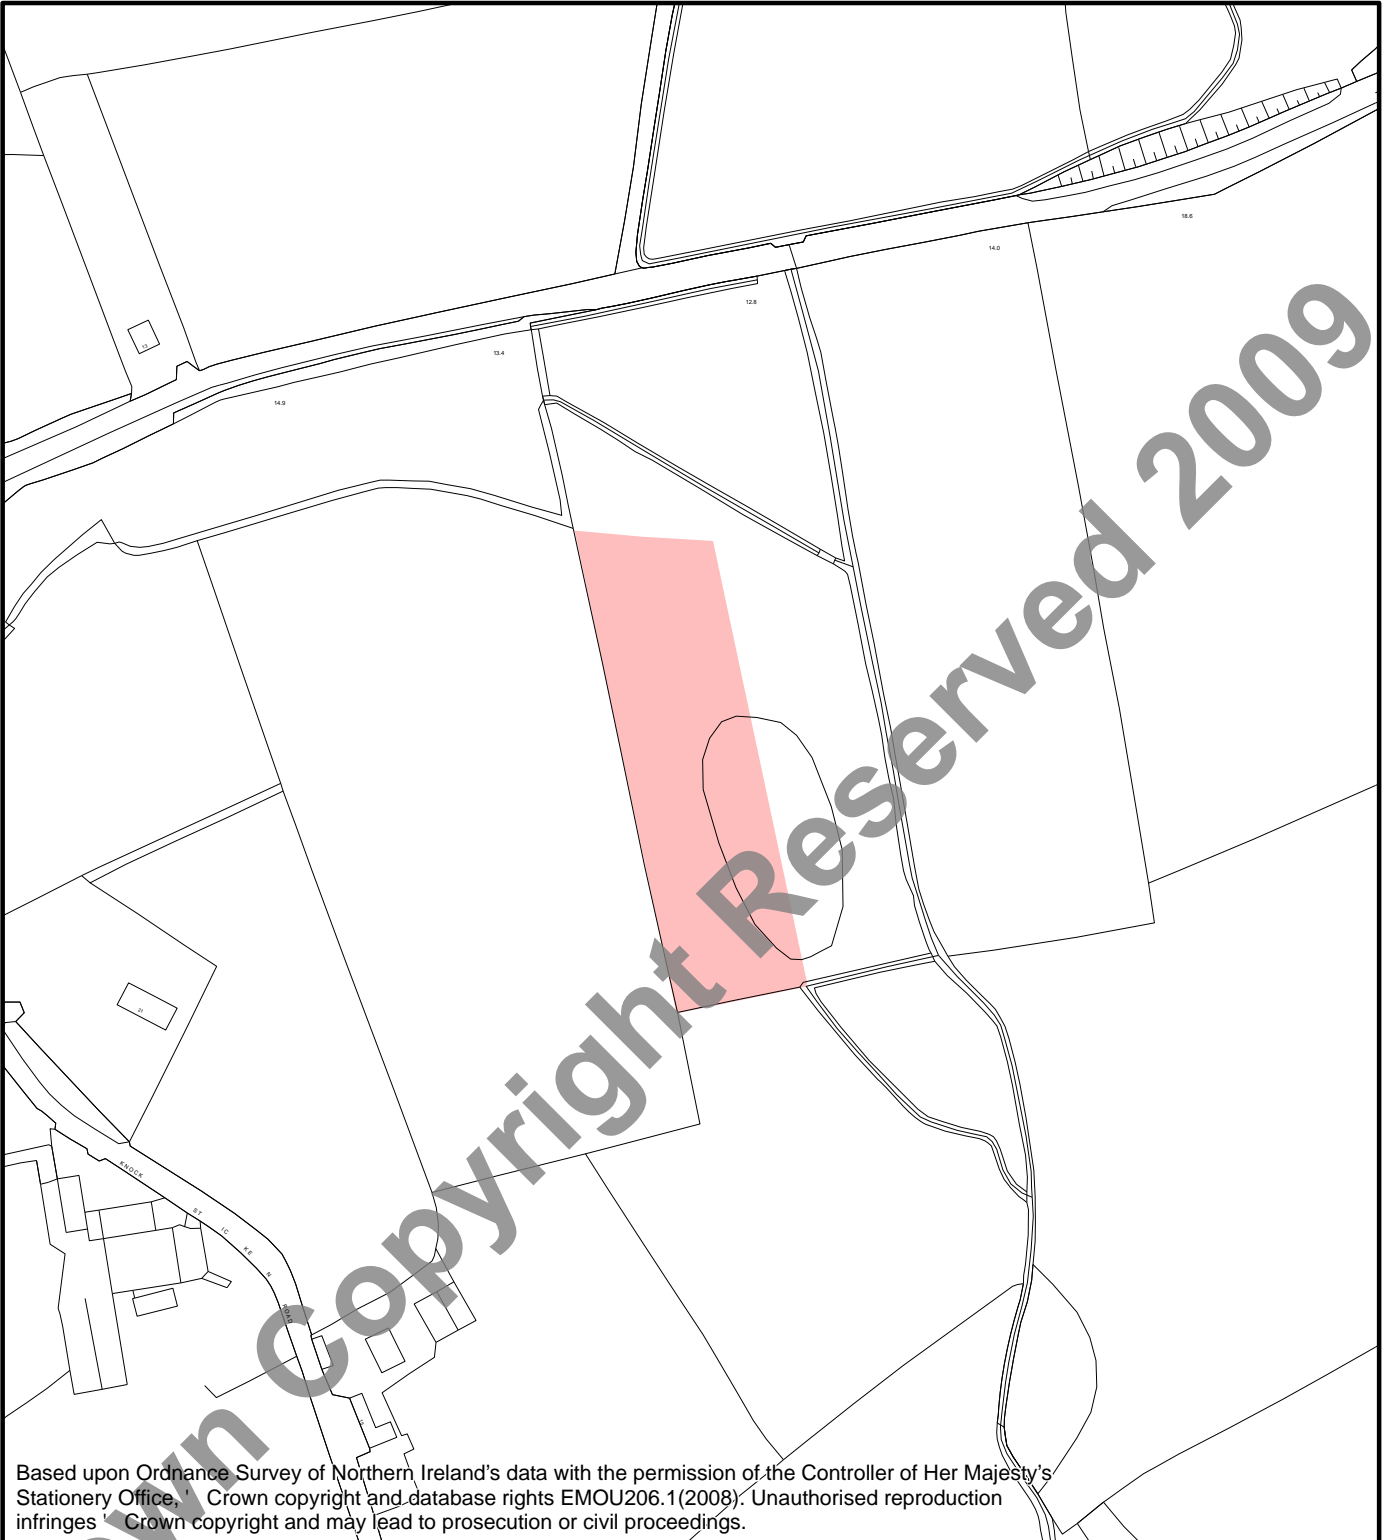 18.6
14.0
12.8
13.4
14.9
13
21
KNOCK
ST IC KE N
ROAD
Crown Copyright Reserved 2009
Based upon Ordnance Survey of Northern Ireland's data with the permission of the Controller of Her Majesty's
Stationery Office, ' Crown copyright and database rights EMOU206.1(2008). Unauthorised reproduction
infringes ' Crown copyright and may lead to prosecution or civil proceedings.